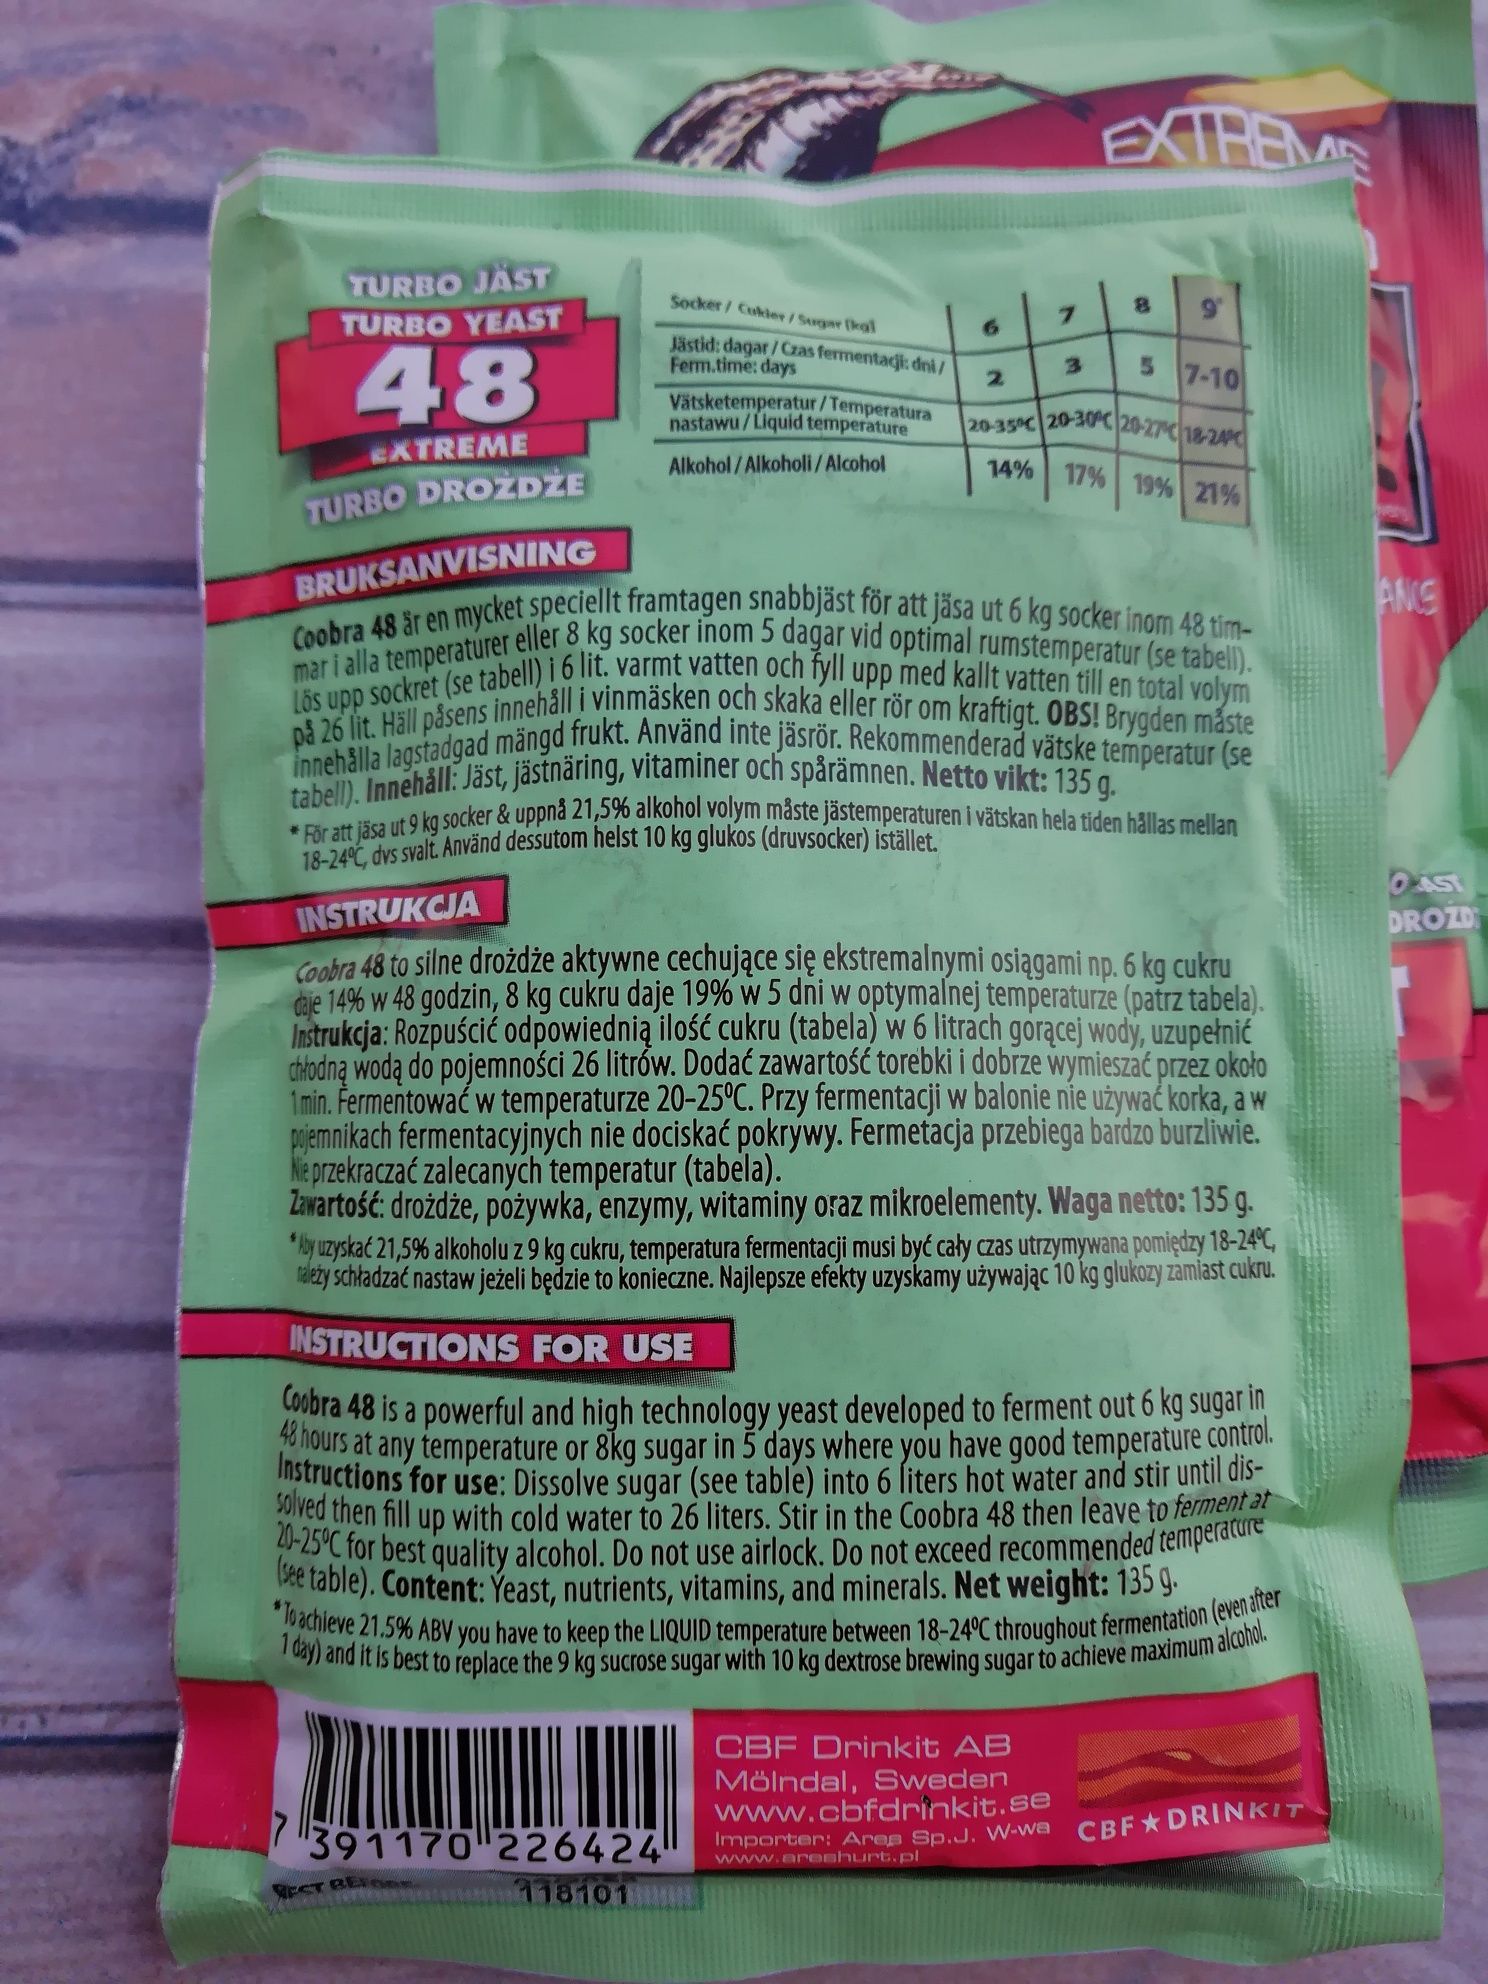 EXTREME
TURBO JÄST
TURBO YEAST
48
EXTREME
TURBO DROŻDŻE
Socker / Cukier / Sugar (kg) 6 7 8 9*
Jästid: dagar / Czas fermentacji: dni / Ferm.time: days 2 3 5 7-10
Vätsketemperatur / Temperatura nastawu / Liquid temperature 20-35ºC 20-30ºC 20-27ºC 18-24ºC
Alkohol / Alkoholi / Alcohol 14% 17% 19% 21%
BRUKSANVISNING
Coobra 48 är en mycket speciellt framtagen snabbjäst för att jäsa ut 6 kg socker inom 48 tim-
mar i alla temperaturer eller 8 kg socker inom 5 dagar vid optimal rumstemperatur (se tabell).
Lös upp sockret (se tabell) i 6 lit. varmt vatten och fyll upp med kallt vatten till en total volym
på 26 lit. Häll påsens innehåll i vinmäsken och skaka eller rör om kraftigt. OBS! Brygden måste
innehålla lagstadgad mängd frukt. Använd inte jäsrör. Rekommenderad vätske temperatur (se
tabell). Innehåll: Jäst, jästnäring, vitaminer och spårämnen. Netto vikt: 135 g.
* För att jäsa ut 9 kg socker & uppnå 21,5% alkohol volym måste jästemperaturen i vätskan hela tiden hållas mellan
18-24ºC, dvs svalt. Använd dessutom helst 10 kg glukos (druvsocker) istället.
INSTRUKCJA
Coobra 48 to silne drożdże aktywne cechujące się ekstremalnymi osiągami np. 6 kg cukru
daje 14% w 48 godzin, 8 kg cukru daje 19% w 5 dni w optymalnej temperaturze (patrz tabela).
Instrukcja: Rozpuścić odpowiednią ilość cukru (tabela) w 6 litrach gorącej wody, uzupełnić
chłodną wodą do pojemności 26 litrów. Dodać zawartość torebki i dobrze wymieszać przez około
1 min. Fermentować w temperaturze 20-25ºC. Przy fermentacji w balonie nie używać korka, a w
pojemnikach fermentacyjnych nie dociskać pokrywy. Fermetacja przebiega bardzo burzliwie.
Nie przekraczać zalecanych temperatur (tabela).
Zawartość: drożdże, pożywka, enzymy, witaminy oraz mikroelementy. Waga netto: 135 g.
*Aby uzyskać 21,5% alkoholu z 9 kg cukru, temperatura fermentacji musi być cały czas utrzymywana pomiędzy 18-24ºC,
należy schładzać nastaw jeżeli będzie to konieczne. Najlepsze efekty uzyskamy używając 10 kg glukozy zamiast cukru.
INSTRUCTIONS FOR USE
Coobra 48 is a powerful and high technology yeast developed to ferment out 6 kg sugar in
48 hours at any temperature or 8kg sugar in 5 days where you have good temperature control.
Instructions for use: Dissolve sugar (see table) into 6 liters hot water and stir until dis-
solved then fill up with cold water to 26 liters. Stir in the Coobra 48 then leave to ferment at
20-25ºC for best quality alcohol. Do not use airlock. Do not exceed recommended temperature
(see table). Content: Yeast, nutrients, vitamins, and minerals. Net weight: 135 g.
*To achieve 21.5% ABV you have to keep the LIQUID temperature between 18-24ºC throughout fermentation (even after
1 day) and it is best to replace the 9 kg sucrose sugar with 10 kg dextrose brewing sugar to achieve maximum alcohol.
7 391170 226424
CBF Drinkit AB
Mölndal, Sweden
www.cbfdrinkit.se
Importer: Ares Sp.J. W-wa
www.areshurt.pl
CBF★DRINKIT
BEST BEFORE
118101